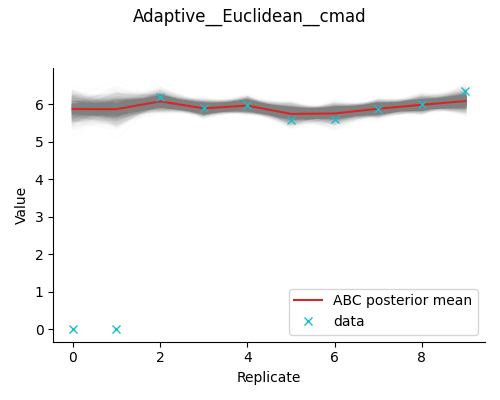 Adaptive__Euclidean__cmad
6
5
4
3
2
1
0
Value
0
2
4
6
8
Replicate
ABC posterior mean
data